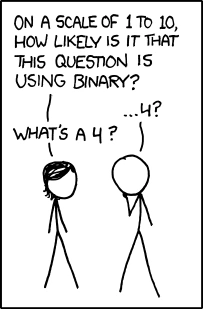 ON A SCALE OF 1 TO 10,
HOW LIKELY IS IT THAT
THIS QUESTION IS
USING BINARY?
...4?
WHAT'S A 4?